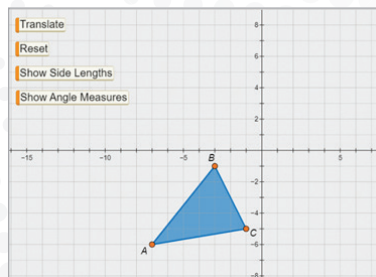 Translate
Reset
Show Side Lengths
Show Angle Measures
8
6
4
2
-15
-10
-5
5
B
-2
-4
C
A
-6
-8